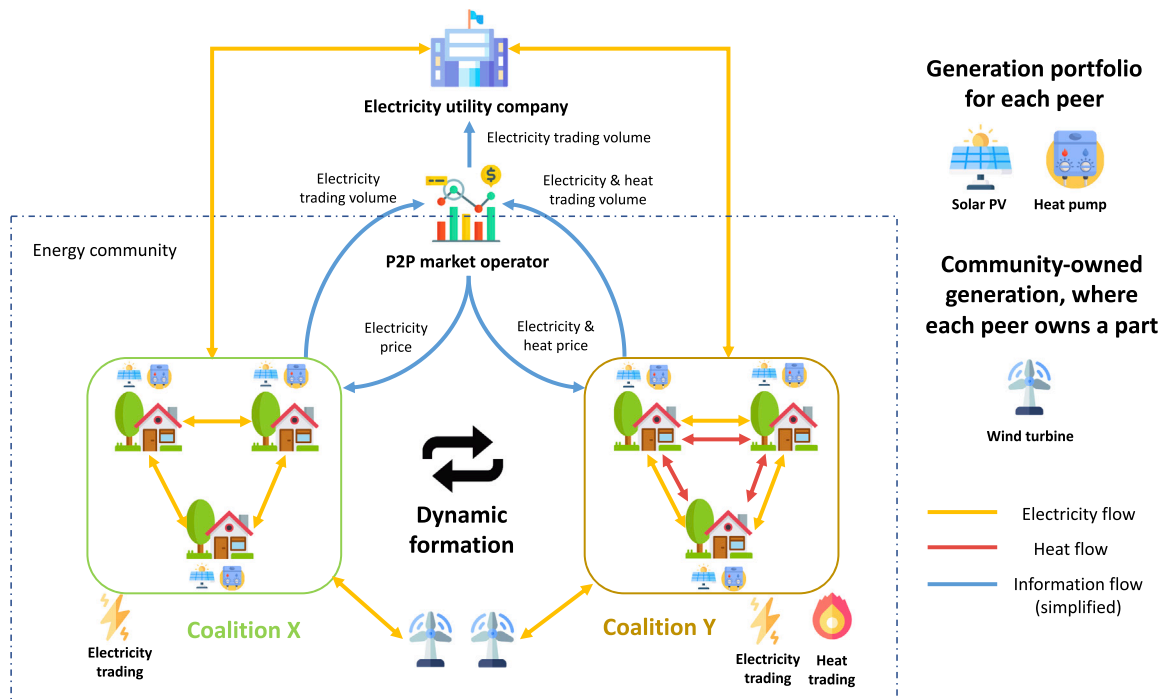 Electricity utility company
Electricity trading volume
Electricity
trading volume
Electricity & heat
trading volume
$
Energy community
P2P market operator
Electricity
price
Electricity &
heat price
Dynamic
formation
Coalition X
Electricity
trading
Coalition Y
Electricity
trading
Heat
trading
Generation portfolio
for each peer
Solar PV
Heat pump
Community-owned
generation, where
each peer owns a part
Wind turbine
Electricity flow
Heat flow
Information flow
(simplified)